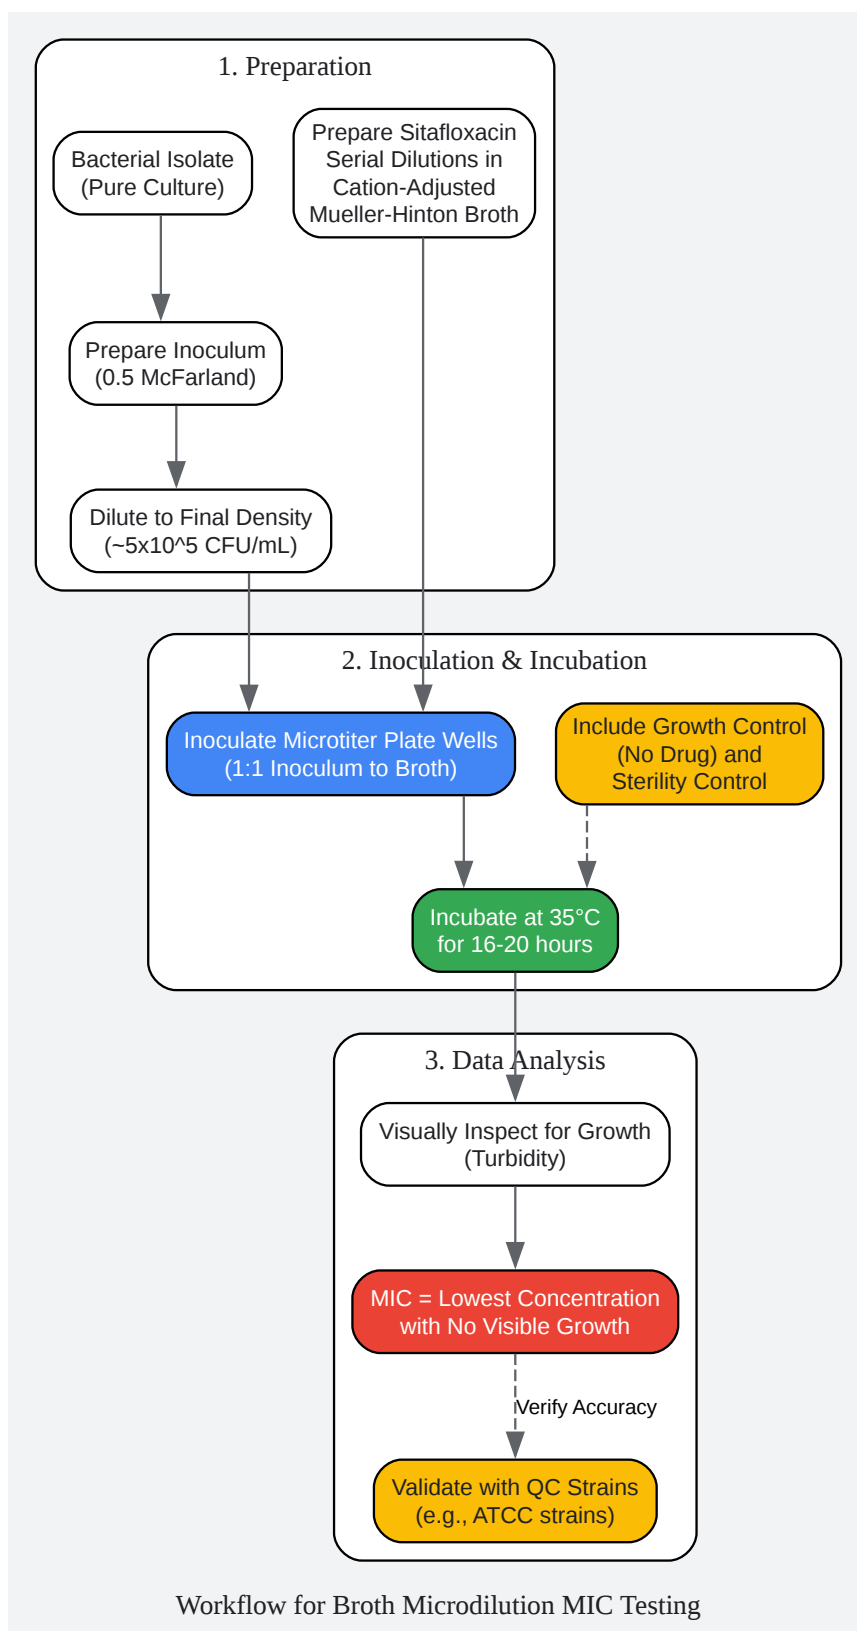 1. Preparation
Bacterial Isolate
(Pure Culture)
Prepare Sitafloxacin
Serial Dilutions in
Cation-Adjusted
Mueller-Hinton Broth
Prepare Inoculum
(0.5 McFarland)
Dilute to Final Density
(~5x10^5 CFU/mL)
2. Inoculation & Incubation
Inoculate Microtiter Plate Wells
(1:1 Inoculum to Broth)
Include Growth Control
(No Drug) and
Sterility Control
Incubate at 35°C
for 16-20 hours
3. Data Analysis
Visually Inspect for Growth
(Turbidity)
MIC = Lowest Concentration
with No Visible Growth
Verify Accuracy
Validate with QC Strains
(e.g., ATCC strains)
Workflow for Broth Microdilution MIC Testing